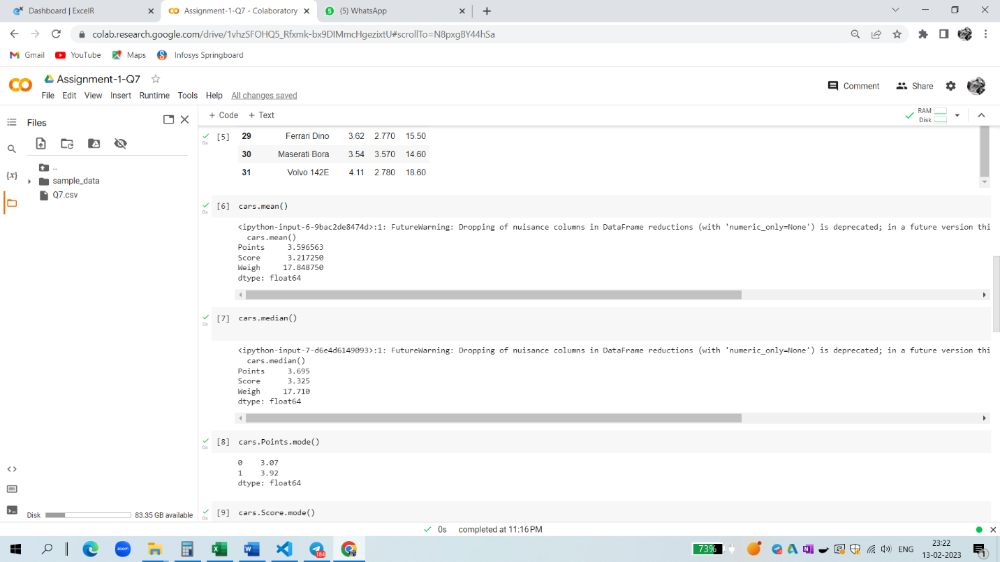 Dashboard | ExcelR
Assignment-1-Q7 - Colaboratory
(5) WhatsApp
colab.research.google.com/drive/1vhzSFOHQ5_Rfxmk-bx9DIMmcHgezixtU#scrollTo=N8pxgBY44hSa
Gmail YouTube Maps Infosys Springboard
Assignment-1-Q7
File Edit View Insert Runtime Tools Help All changes saved
Comment Share
Files
+ Code + Text
RAM
Disk
..
sample_data
Q7.csv
[5] 29 Ferrari Dino 3.62 2.770 15.50
0s
30 Maserati Bora 3.54 3.570 14.60
31 Volvo 142E 4.11 2.780 18.60
[6] cars.mean()
0s
<ipython-input-6-9bac2de8474d>:1: FutureWarning: Dropping of nuisance columns in DataFrame reductions (with 'numeric_only=None') is deprecated; in a future version thi
cars.mean()
Points 3.596563
Score 3.217250
Weigh 17.848750
dtype: float64
[7] cars.median()
2s
<ipython-input-7-d6e4d6149093>:1: FutureWarning: Dropping of nuisance columns in DataFrame reductions (with 'numeric_only=None') is deprecated; in a future version thi
cars.median()
Points 3.695
Score 3.325
Weigh 17.710
dtype: float64
[8] cars.Points.mode()
0s
0 3.07
1 3.92
dtype: float64
[9] cars.Score.mode()
0s
Disk 83.35 GB available
0s completed at 11:16 PM
zoom
184
73%
ENG
23:22
13-02-2023
1